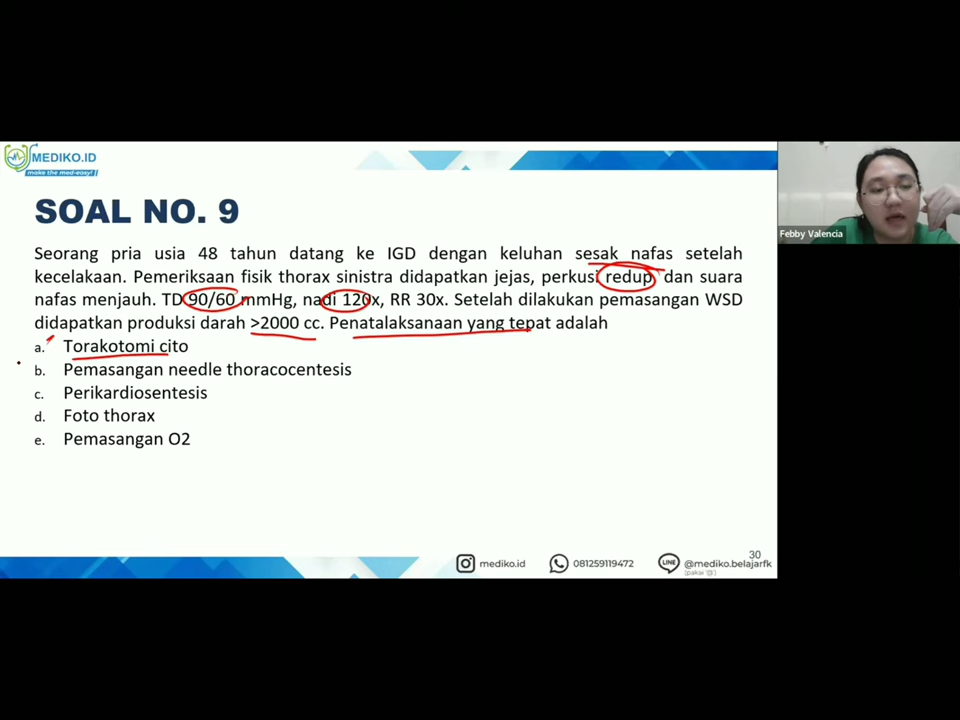 MEDIKO.ID
make the med-easy!
SOAL NO. 9
Seorang pria usia 48 tahun datang ke IGD dengan keluhan sesak nafas setelah
kecelakaan. Pemeriksaan fisik thorax sinistra didapatkan jejas, perkusi redup dan suara
nafas menjauh. TD 90/60 mmHg, nadi 120x, RR 30x. Setelah dilakukan pemasangan WSD
didapatkan produksi darah >2000 cc. Penatalaksanaan yang tepat adalah
a. Torakotomi cito
b. Pemasangan needle thoracocentesis
c. Perikardiosentesis
d. Foto thorax
e. Pemasangan O2
Febby Valencia
30
mediko.id
081259119472
@mediko.belajarfk
(pakai '@')